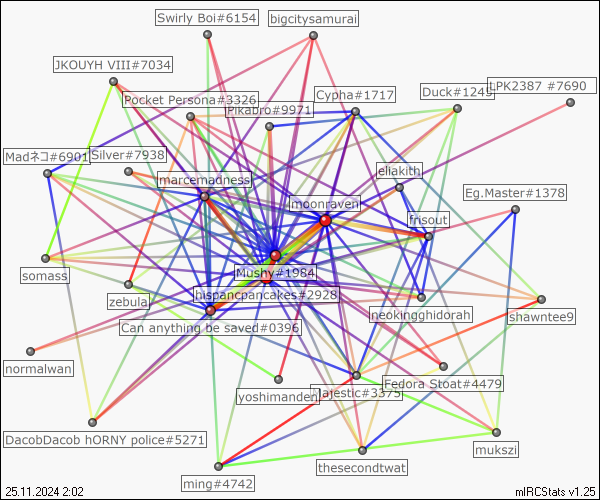 Swirly Boi#6154
bigcitysamurai
JKOUYH VIII#7034
LPK2387 #7690
Duck#1245
Cypha#1717
Pocket Persona#3326
Pikabro#9971
Madネコ#6901
Silver#7938
eliakith
marcemadness
Eg.Master#1378
moonraven
frisout
somass
Mushy#1984
zebula
hispancpancakes#2928
neokingghidorah
shawntee9
Can anything be saved#0396
normalwan
Fedora Stoat#4479
yoshimanden
Majestic#3375
DacobDacob hORNY police#5271
mukszi
thesecondtwat
ming#4742
25.11.2024 2:02
mIRCStats v1.25